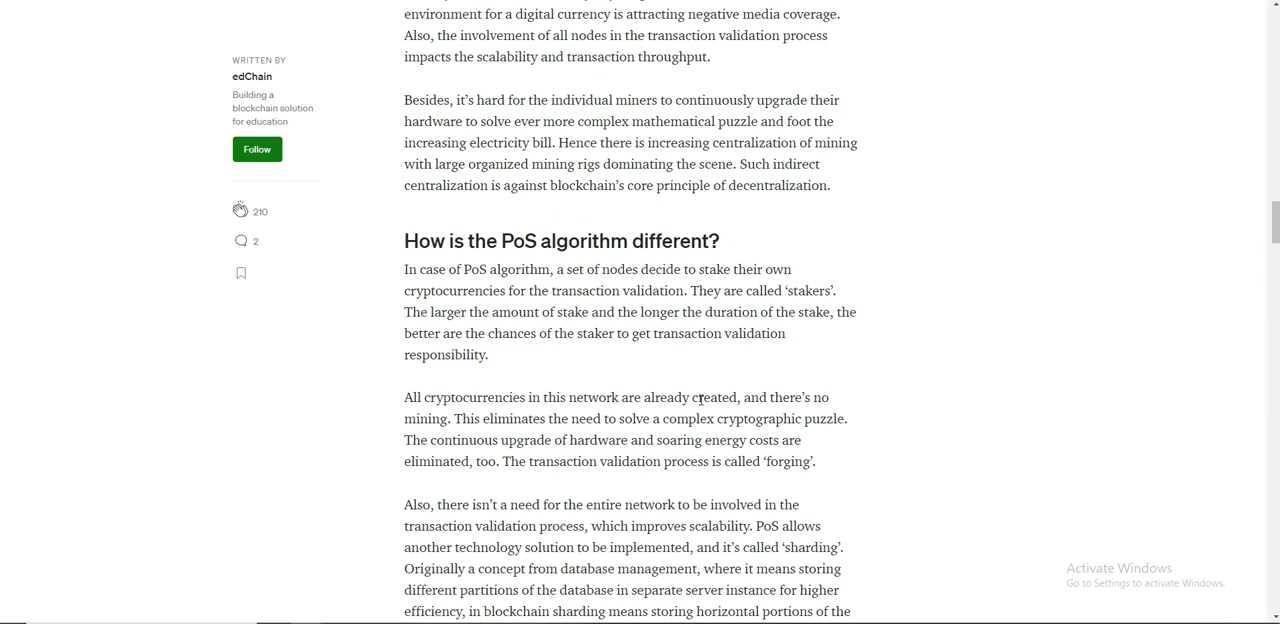 environment for a digital currency is attracting negative media coverage.
Also, the involvement of all nodes in the transaction validation process
impacts the scalability and transaction throughput.
WRITTEN BY
edChain
Building a
blockchain solution
for education
Follow
210
2
Besides, it’s hard for the individual miners to continuously upgrade their
hardware to solve ever more complex mathematical puzzle and foot the
increasing electricity bill. Hence there is increasing centralization of mining
with large organized mining rigs dominating the scene. Such indirect
centralization is against blockchain’s core principle of decentralization.
How is the PoS algorithm different?
In case of PoS algorithm, a set of nodes decide to stake their own
cryptocurrencies for the transaction validation. They are called ‘stakers’.
The larger the amount of stake and the longer the duration of the stake, the
better are the chances of the staker to get transaction validation
responsibility.
All cryptocurrencies in this network are already created, and there’s no
mining. This eliminates the need to solve a complex cryptographic puzzle.
The continuous upgrade of hardware and soaring energy costs are
eliminated, too. The transaction validation process is called ‘forging’.
Also, there isn’t a need for the entire network to be involved in the
transaction validation process, which improves scalability. PoS allows
another technology solution to be implemented, and it’s called ‘sharding’.
Originally a concept from database management, where it means storing
different partitions of the database in separate server instance for higher
efficiency, in blockchain sharding means storing horizontal portions of the
Activate Windows
Go to Settings to activate Windows.